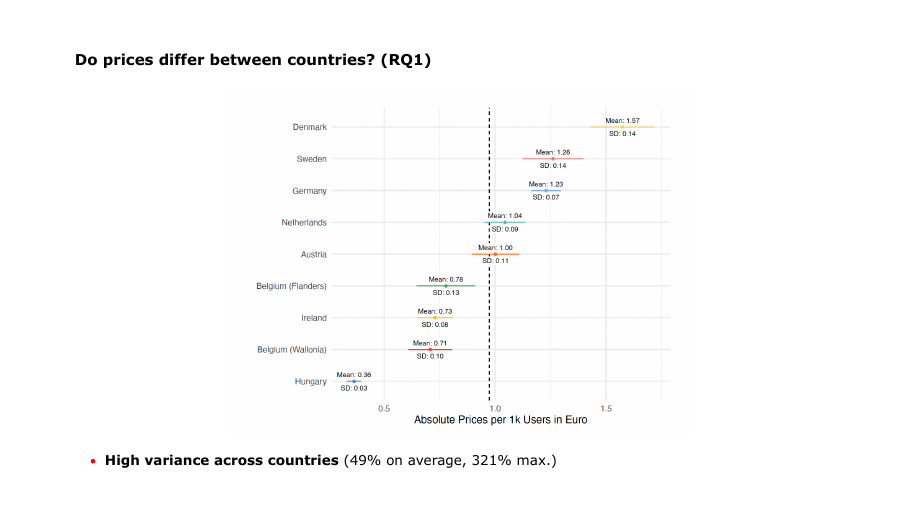 Do prices differ between countries? (RQ1)
Denmark
Mean: 1.57
SD: 0.14
Sweden
Mean: 1.26
SD: 0.14
Germany
Mean: 1.23
SD: 0.07
Netherlands
Mean: 1.04
SD: 0.09
Austria
Mean: 1.00
SD: 0.11
Belgium (Flanders)
Mean: 0.78
SD: 0.13
Ireland
Mean: 0.73
SD: 0.08
Belgium (Wallonia)
Mean: 0.71
SD: 0.10
Hungary
Mean: 0.36
SD: 0.03
0.5 1.0 1.5
Absolute Prices per 1k Users in Euro
• High variance across countries (49% on average, 321% max.)